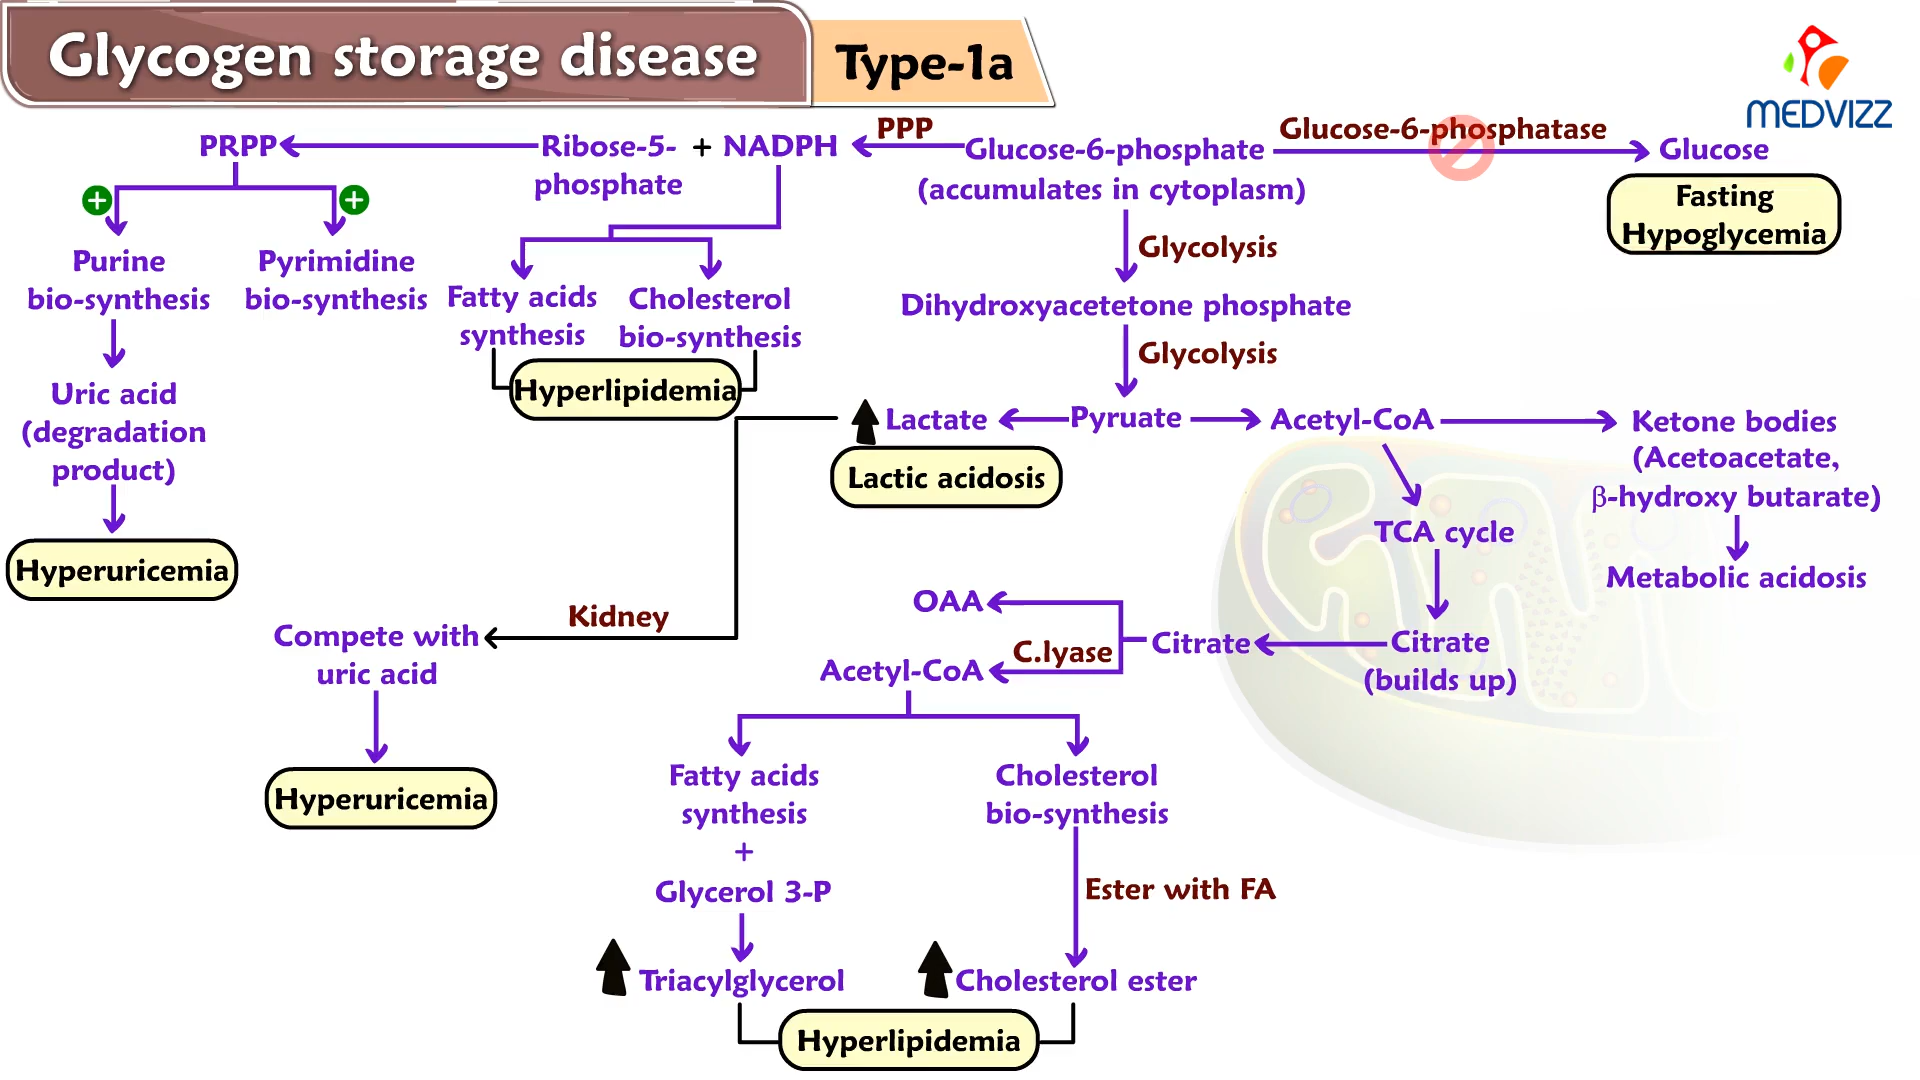 Glycogen storage disease
Type-1a
MEDVIZZ
PRPP
Ribose-5-
phosphate
+
NADPH
PPP
Glucose-6-phosphate
(accumulates in cytoplasm)
Glucose-6-phosphatase
Glucose
Fasting
Hypoglycemia
+
+
Purine
bio-synthesis
Pyrimidine
bio-synthesis
Fatty acids
synthesis
Cholesterol
bio-synthesis
Hyperlipidemia
Uric acid
(degradation
product)
Hyperuricemia
Glycolysis
Dihydroxyacetetone phosphate
Glycolysis
Lactate
Pyruate
Acetyl-CoA
Ketone bodies
(Acetoacetate,
β-hydroxy butarate)
Metabolic acidosis
Lactic acidosis
TCA cycle
Citrate
(builds up)
Citrate
OAA
C.lyase
Acetyl-CoA
Kidney
Compete with
uric acid
Hyperuricemia
Fatty acids
synthesis
+
Glycerol 3-P
Triacylglycerol
Cholesterol
bio-synthesis
Ester with FA
Cholesterol ester
Hyperlipidemia